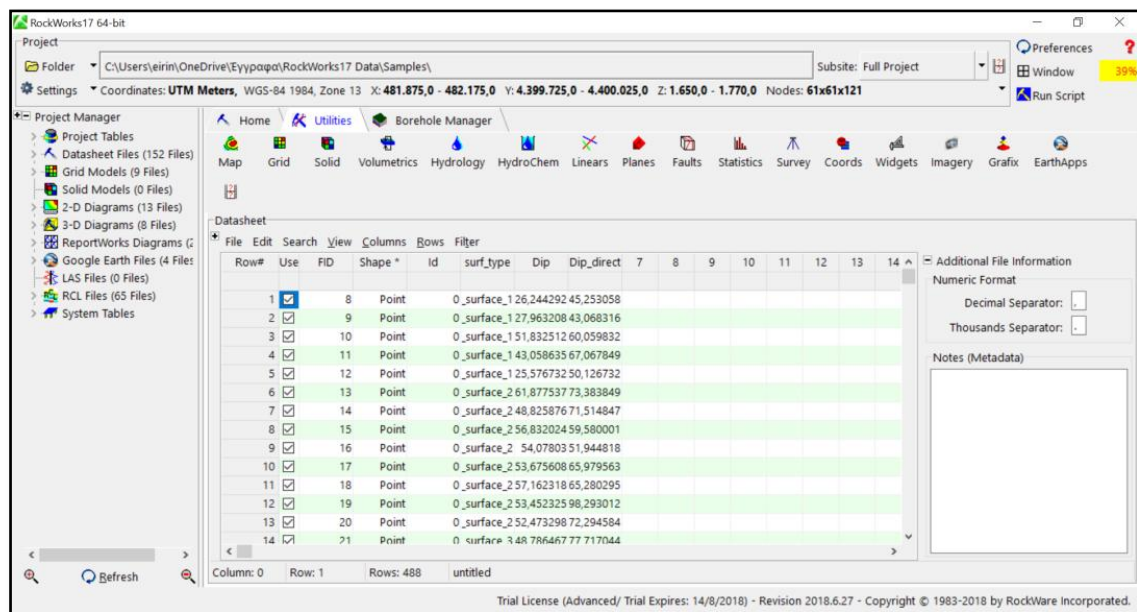 RockWorks17 64-bit
Project
Folder C:\Users\eirin\OneDrive\Εγγραφα\RockWorks17 Data\Samples\ Subsite: Full Project
Preferences ?
Window 39%
Run Script
Settings Coordinates: UTM Meters, WGS-84 1984, Zone 13 X: 481.875,0 - 482.175,0 Y: 4.399.725,0 - 4.400.025,0 Z: 1.650,0 - 1.770,0 Nodes: 61x61x121
Project Manager
Project Tables
Datasheet Files (152 Files)
Grid Models (9 Files)
Solid Models (0 Files)
2-D Diagrams (13 Files)
3-D Diagrams (8 Files)
ReportWorks Diagrams (2
Google Earth Files (4 Files
LAS Files (0 Files)
RCL Files (65 Files)
System Tables
Refresh
Home Utilities Borehole Manager
Map Grid Solid Volumetrics Hydrology HydroChem Linears Planes Faults Statistics Survey Coords Widgets Imagery Grafix EarthApps
Datasheet
File Edit Search View Columns Rows Filter
Row# Use FID Shape * Id surf_type Dip Dip_direct 7 8 9 10 11 12 13 14
1 8 Point 0 _surface_1 26,244292 45,253058
2 9 Point 0 _surface_1 27,963208 43,068316
3 10 Point 0 _surface_1 51,832512 60,059832
4 11 Point 0 _surface_1 43,058635 67,067849
5 12 Point 0 _surface_1 25,576732 50,126732
6 13 Point 0 _surface_2 61,877537 73,383849
7 14 Point 0 _surface_2 48,825876 71,514847
8 15 Point 0 _surface_2 56,832024 59,580001
9 16 Point 0 _surface_2 54,07803 51,944818
10 17 Point 0 _surface_2 53,675608 65,979563
11 18 Point 0 _surface_2 57,162318 65,280295
12 19 Point 0 _surface_2 53,452325 98,293012
13 20 Point 0 _surface_2 52,473298 72,294584
14 21 Point 0 _surface_3 48,786467 77,717044
Additional File Information
Numeric Format
Decimal Separator: ,
Thousands Separator: .
Notes (Metadata)
Column: 0 Row: 1 Rows: 488 untitled
Trial License (Advanced/ Trial Expires: 14/8/2018) - Revision 2018.6.27 - Copyright © 1983-2018 by RockWare Incorporated.